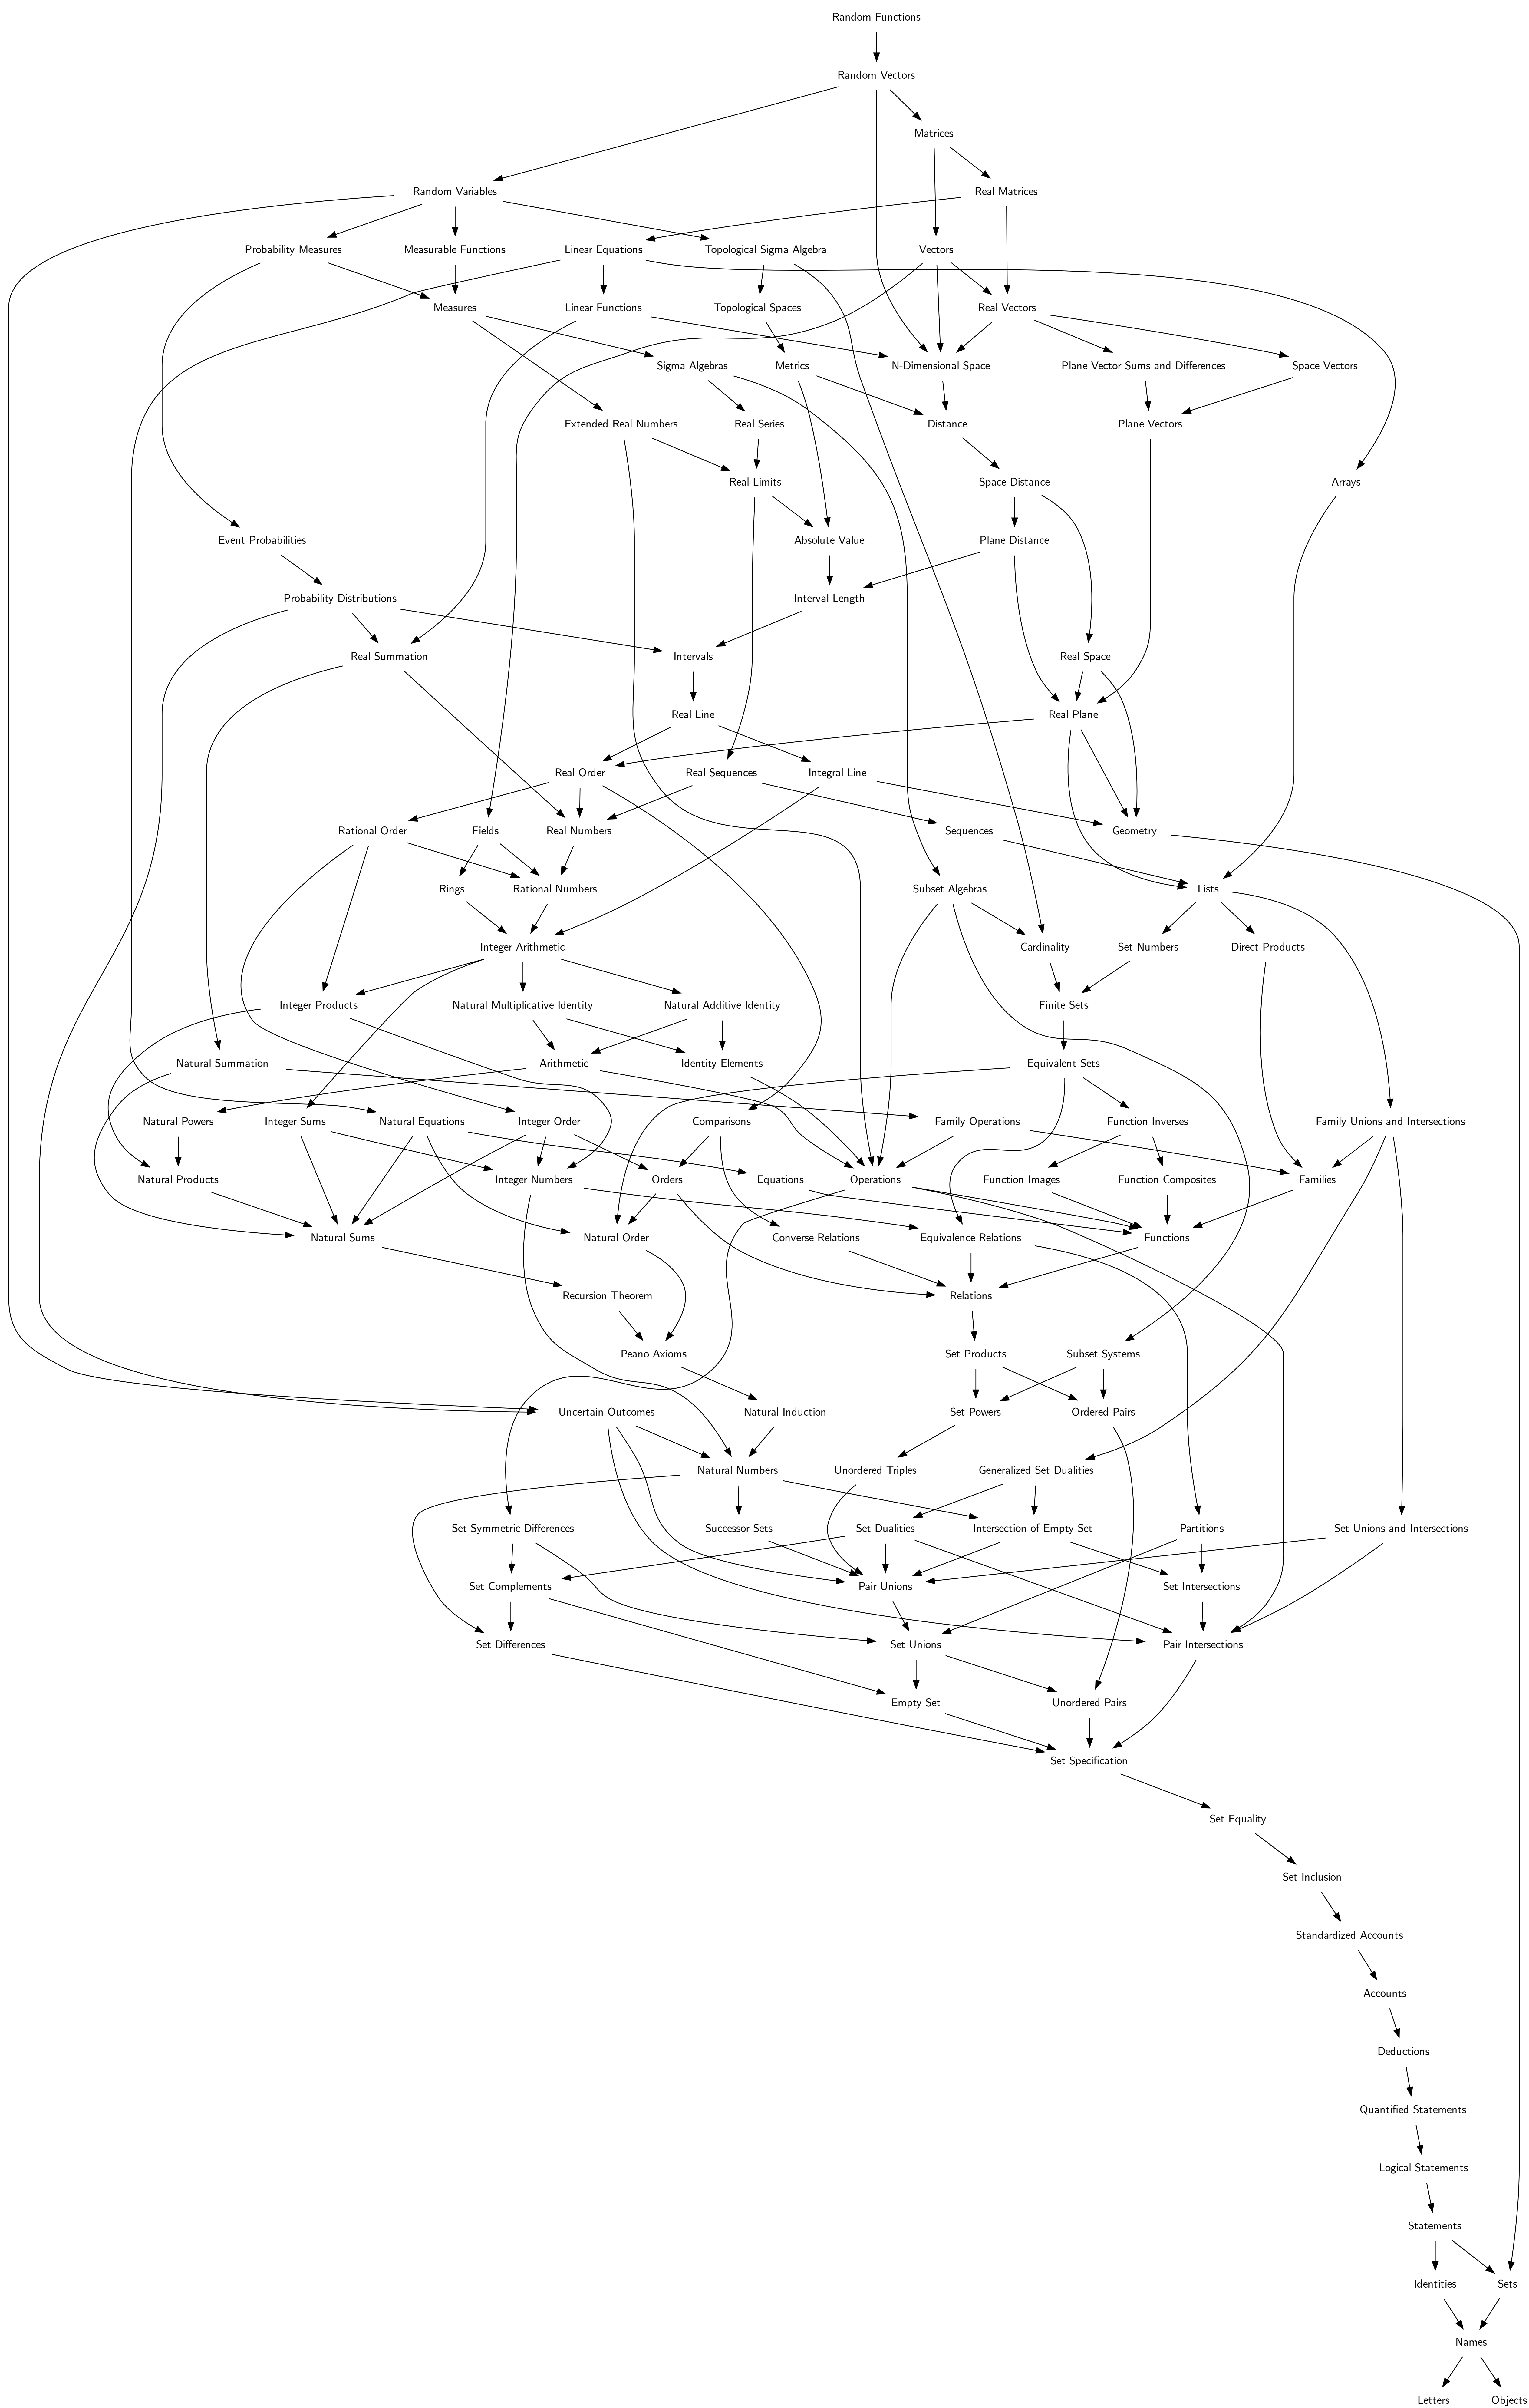 Random Functions
Random Vectors
Matrices
Random Variables
Real Matrices
Probability Measures
Measurable Functions
Linear Equations
Topological Sigma Algebra
Vectors
Measures
Linear Functions
Topological Spaces
Real Vectors
Sigma Algebras
Metrics
N-Dimensional Space
Plane Vector Sums and Differences
Space Vectors
Extended Real Numbers
Real Series
Distance
Plane Vectors
Real Limits
Space Distance
Arrays
Event Probabilities
Absolute Value
Plane Distance
Probability Distributions
Interval Length
Real Summation
Intervals
Real Space
Real Line
Real Plane
Real Order
Real Sequences
Integral Line
Rational Order
Fields
Real Numbers
Sequences
Geometry
Rings
Rational Numbers
Subset Algebras
Lists
Integer Arithmetic
Cardinality
Set Numbers
Direct Products
Integer Products
Natural Multiplicative Identity
Natural Additive Identity
Finite Sets
Natural Summation
Arithmetic
Identity Elements
Equivalent Sets
Natural Powers
Integer Sums
Natural Equations
Integer Order
Comparisons
Family Operations
Function Inverses
Family Unions and Intersections
Natural Products
Integer Numbers
Orders
Equations
Operations
Function Images
Function Composites
Families
Natural Sums
Natural Order
Converse Relations
Equivalence Relations
Functions
Recursion Theorem
Relations
Peano Axioms
Set Products
Subset Systems
Uncertain Outcomes
Natural Induction
Set Powers
Ordered Pairs
Natural Numbers
Unordered Triples
Generalized Set Dualities
Set Symmetric Differences
Successor Sets
Set Dualities
Intersection of Empty Set
Partitions
Set Unions and Intersections
Set Complements
Pair Unions
Set Intersections
Set Differences
Set Unions
Pair Intersections
Empty Set
Unordered Pairs
Set Specification
Set Equality
Set Inclusion
Standardized Accounts
Accounts
Deductions
Quantified Statements
Logical Statements
Statements
Identities
Sets
Names
Letters
Objects